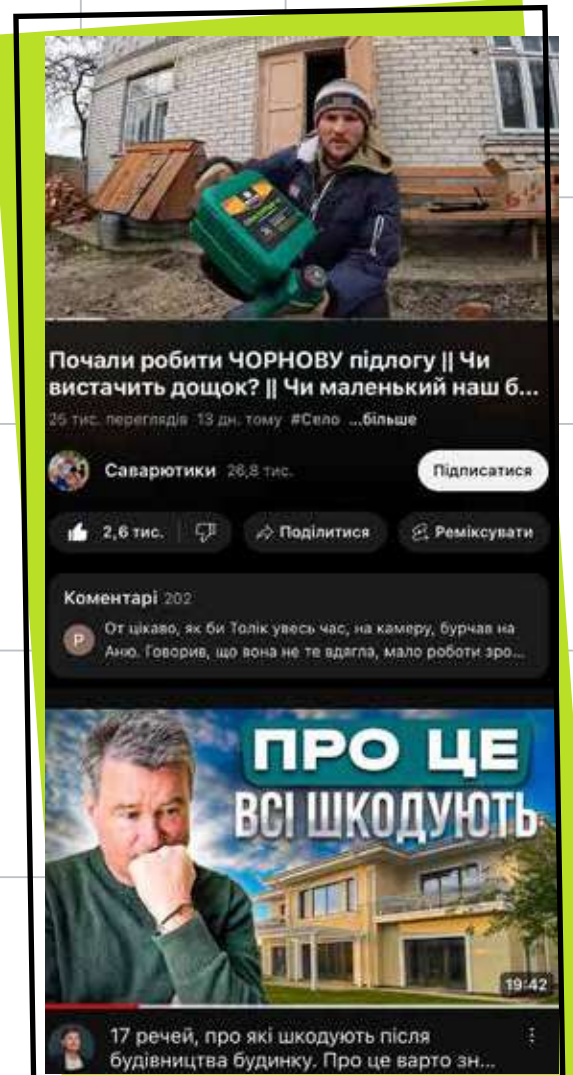 Почали робити ЧОРНОВУ підлогу || Чи
вистачить дощок? || Чи маленький наш б...
25 тис. переглядів 13 дн. тому #Село ...більше
Саварютики 26,8 тис.
Підписатися
2,6 тис.
Поділитися
Реміксувати
Коментарі 202
Р
От цікаво, як би Толік увесь час, на камеру, бурчав на
Аню. Говорив, що вона не те вдягла, мало роботи зро...
ПРО ЦЕ
ВСІ ШКОДУЮТЬ
19:42
17 речей, про які шкодують після
будівництва будинку. Про це варто зн...